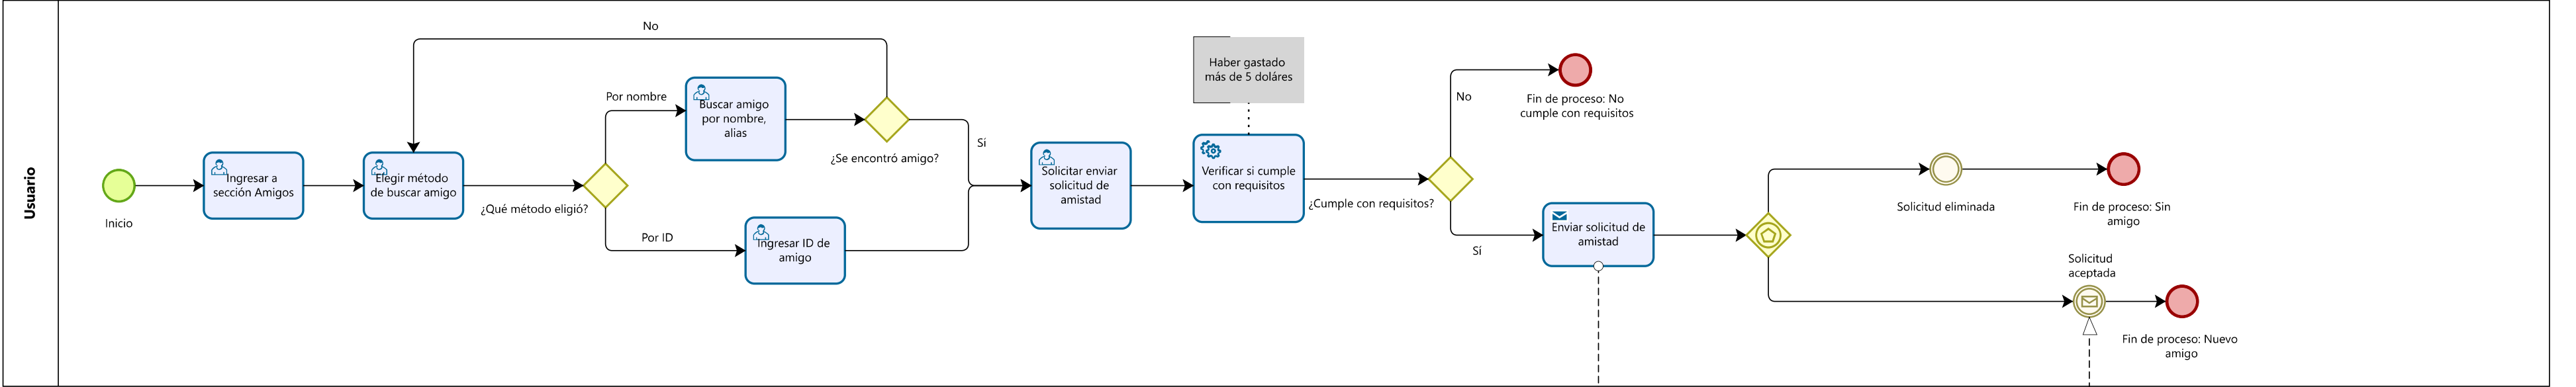 Usuario
Inicio
Ingresar a
sección Amigos
Elegir método
de buscar amigo
¿Qué método eligió?
Por nombre
Buscar amigo
por nombre,
alias
No
¿Se encontró amigo?
Sí
Por ID
Ingresar ID de
amigo
Solicitar enviar
solicitud de
amistad
Haber gastado
más de 5 doláres
Verificar si cumple
con requisitos
¿Cumple con requisitos?
No
Fin de proceso: No
cumple con requisitos
Sí
Enviar solicitud de
amistad
Solicitud eliminada
Fin de proceso: Sin
amigo
Solicitud
aceptada
Fin de proceso: Nuevo
amigo